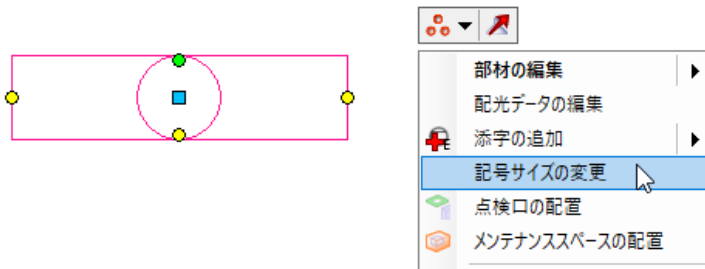 部材の編集
配光データの編集
添字の追加
記号サイズの変更
点検口の配置
メンテナンススペースの配置